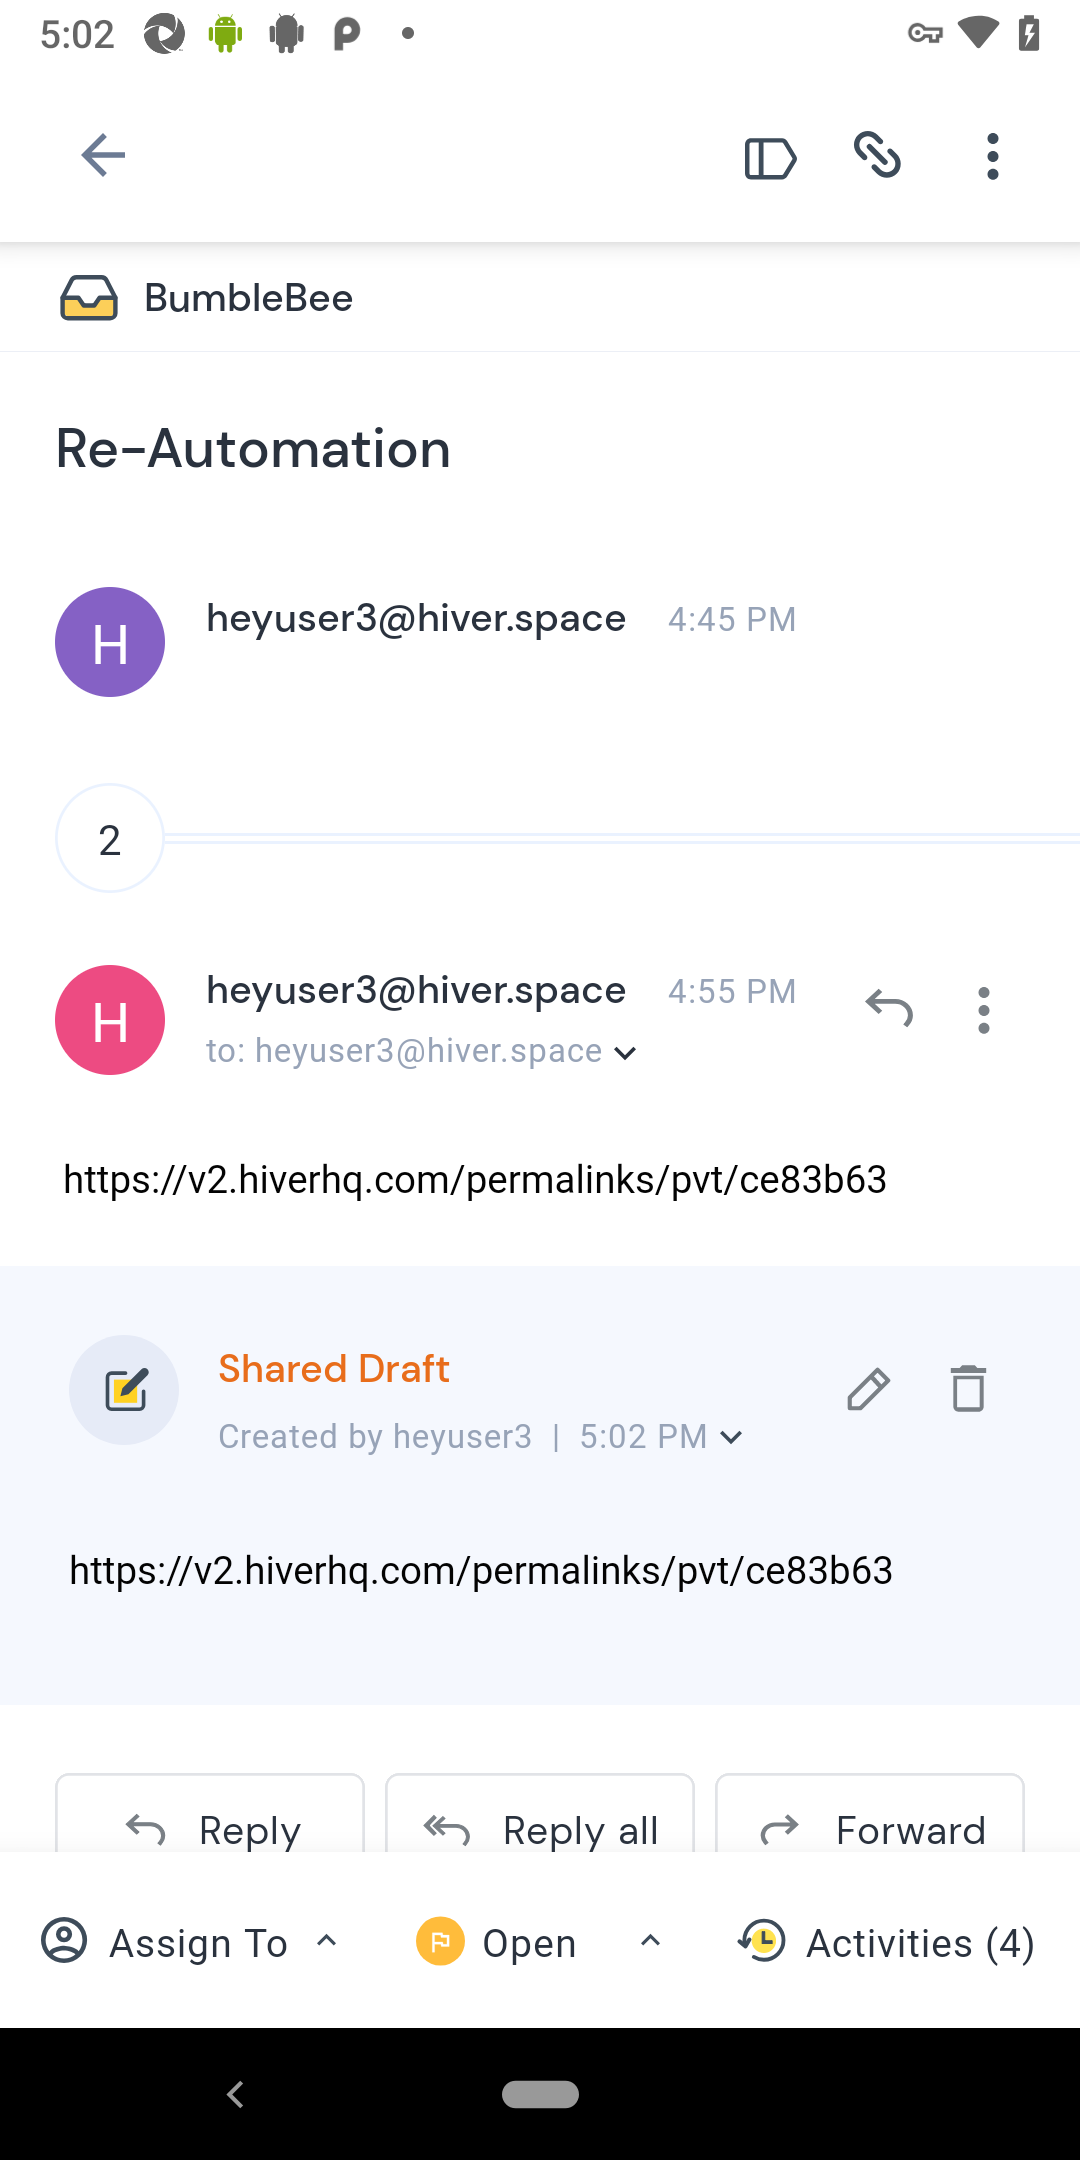 5:02
BumbleBee
Re-Automation
H
heyuser3@hiver.space 4:45 PM
2
H
heyuser3@hiver.space 4:55 PM
to: heyuser3@hiver.space
https://v2.hiverhq.com/permalinks/pvt/ce83b63
Shared Draft
Created by heyuser3 | 5:02 PM
https://v2.hiverhq.com/permalinks/pvt/ce83b63
Reply Reply all Forward
Assign To Open Activities (4)